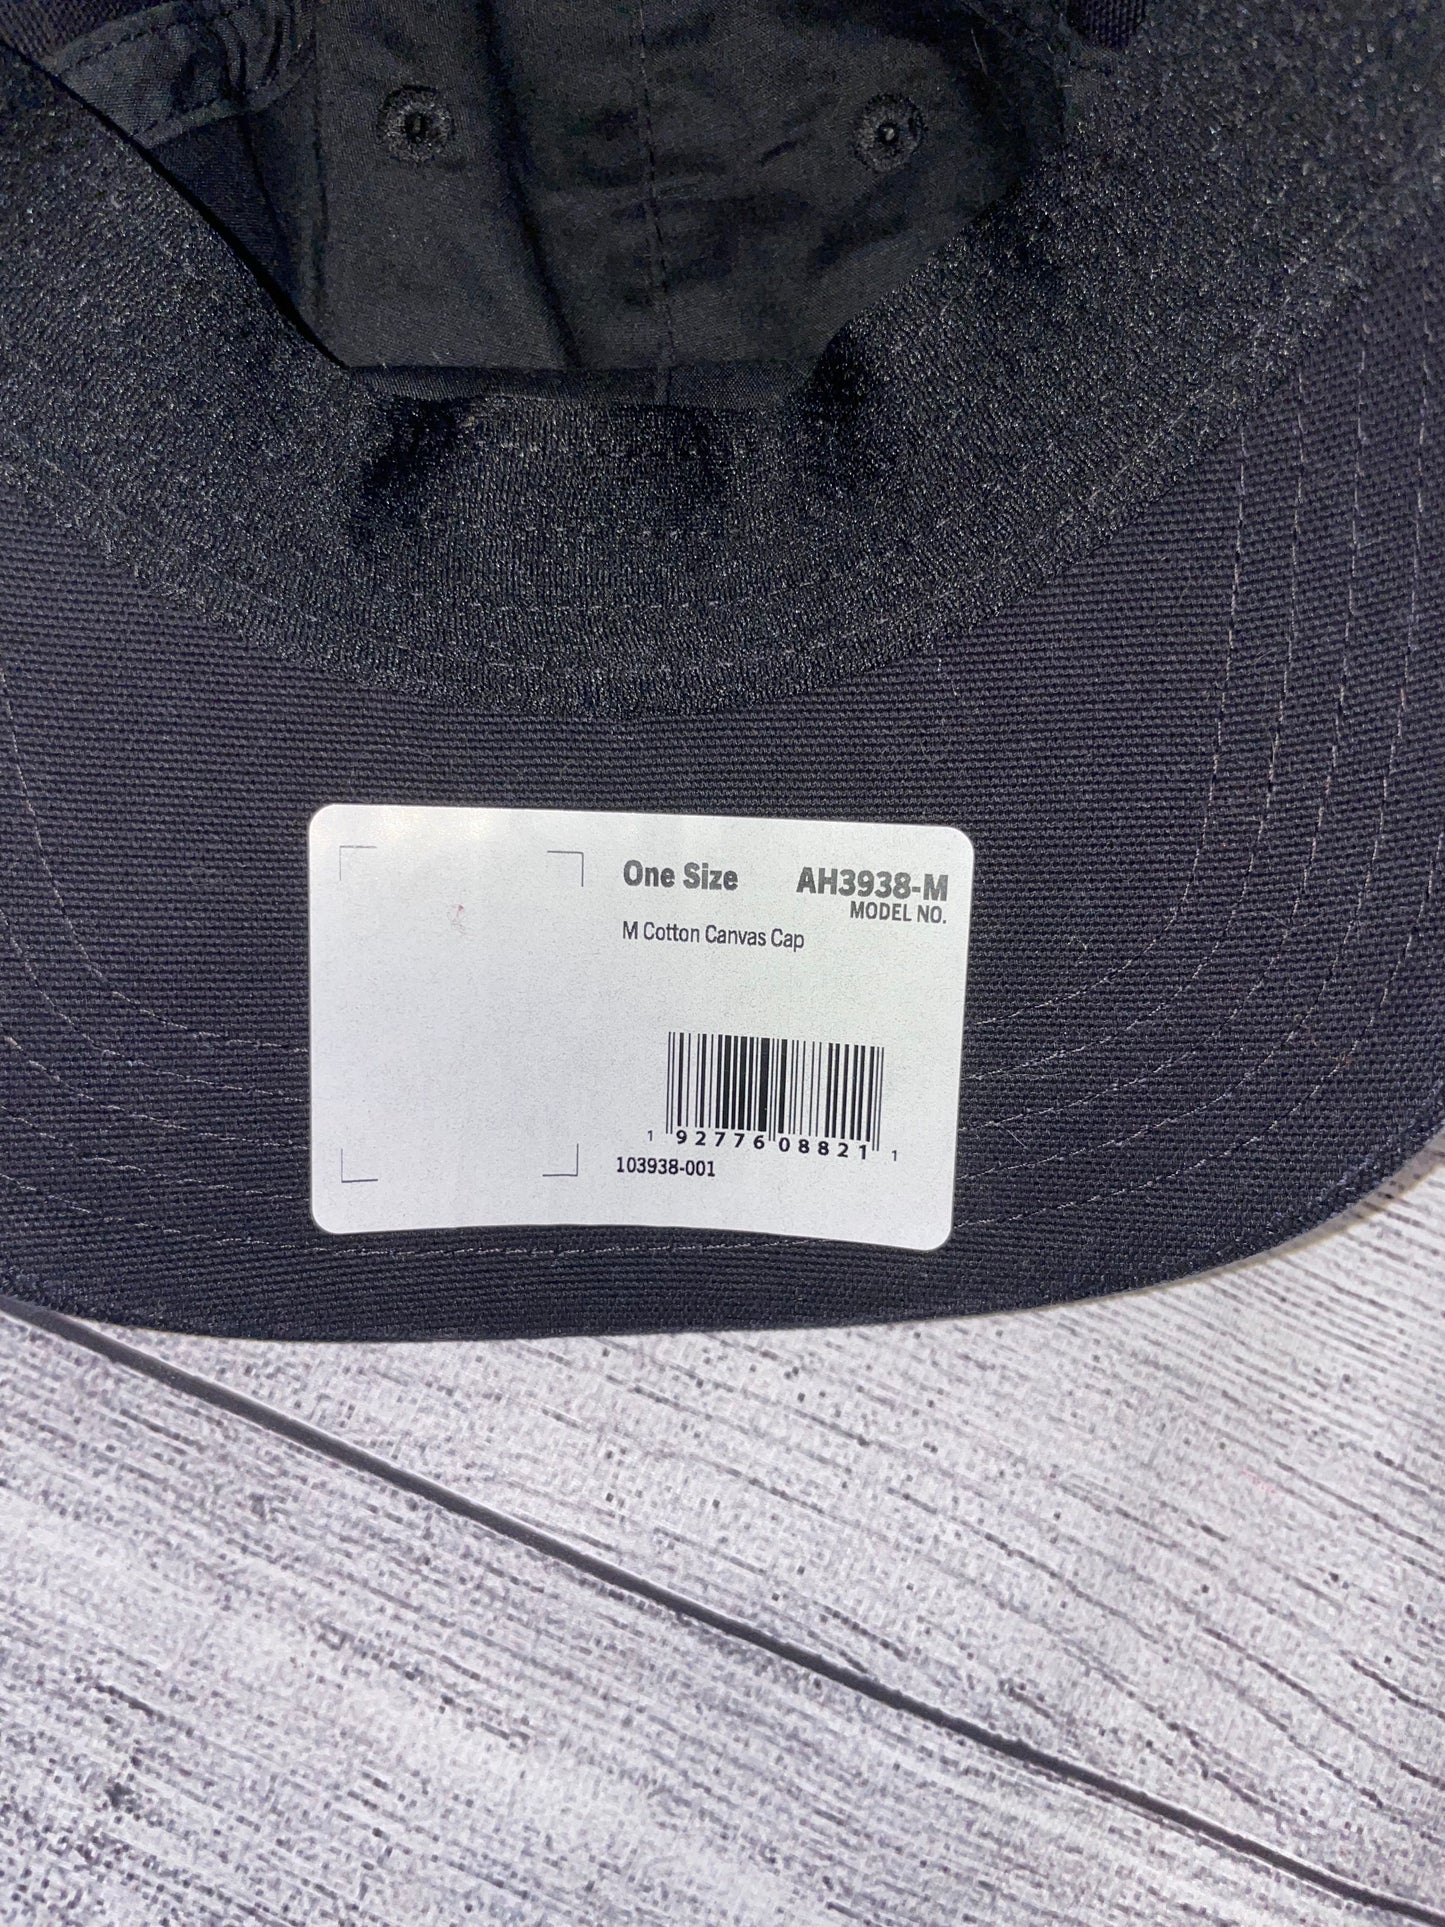 One Size AH3938-M
MODEL NO.
M Cotton Canvas Cap
1 92776 08821 1
103938-001